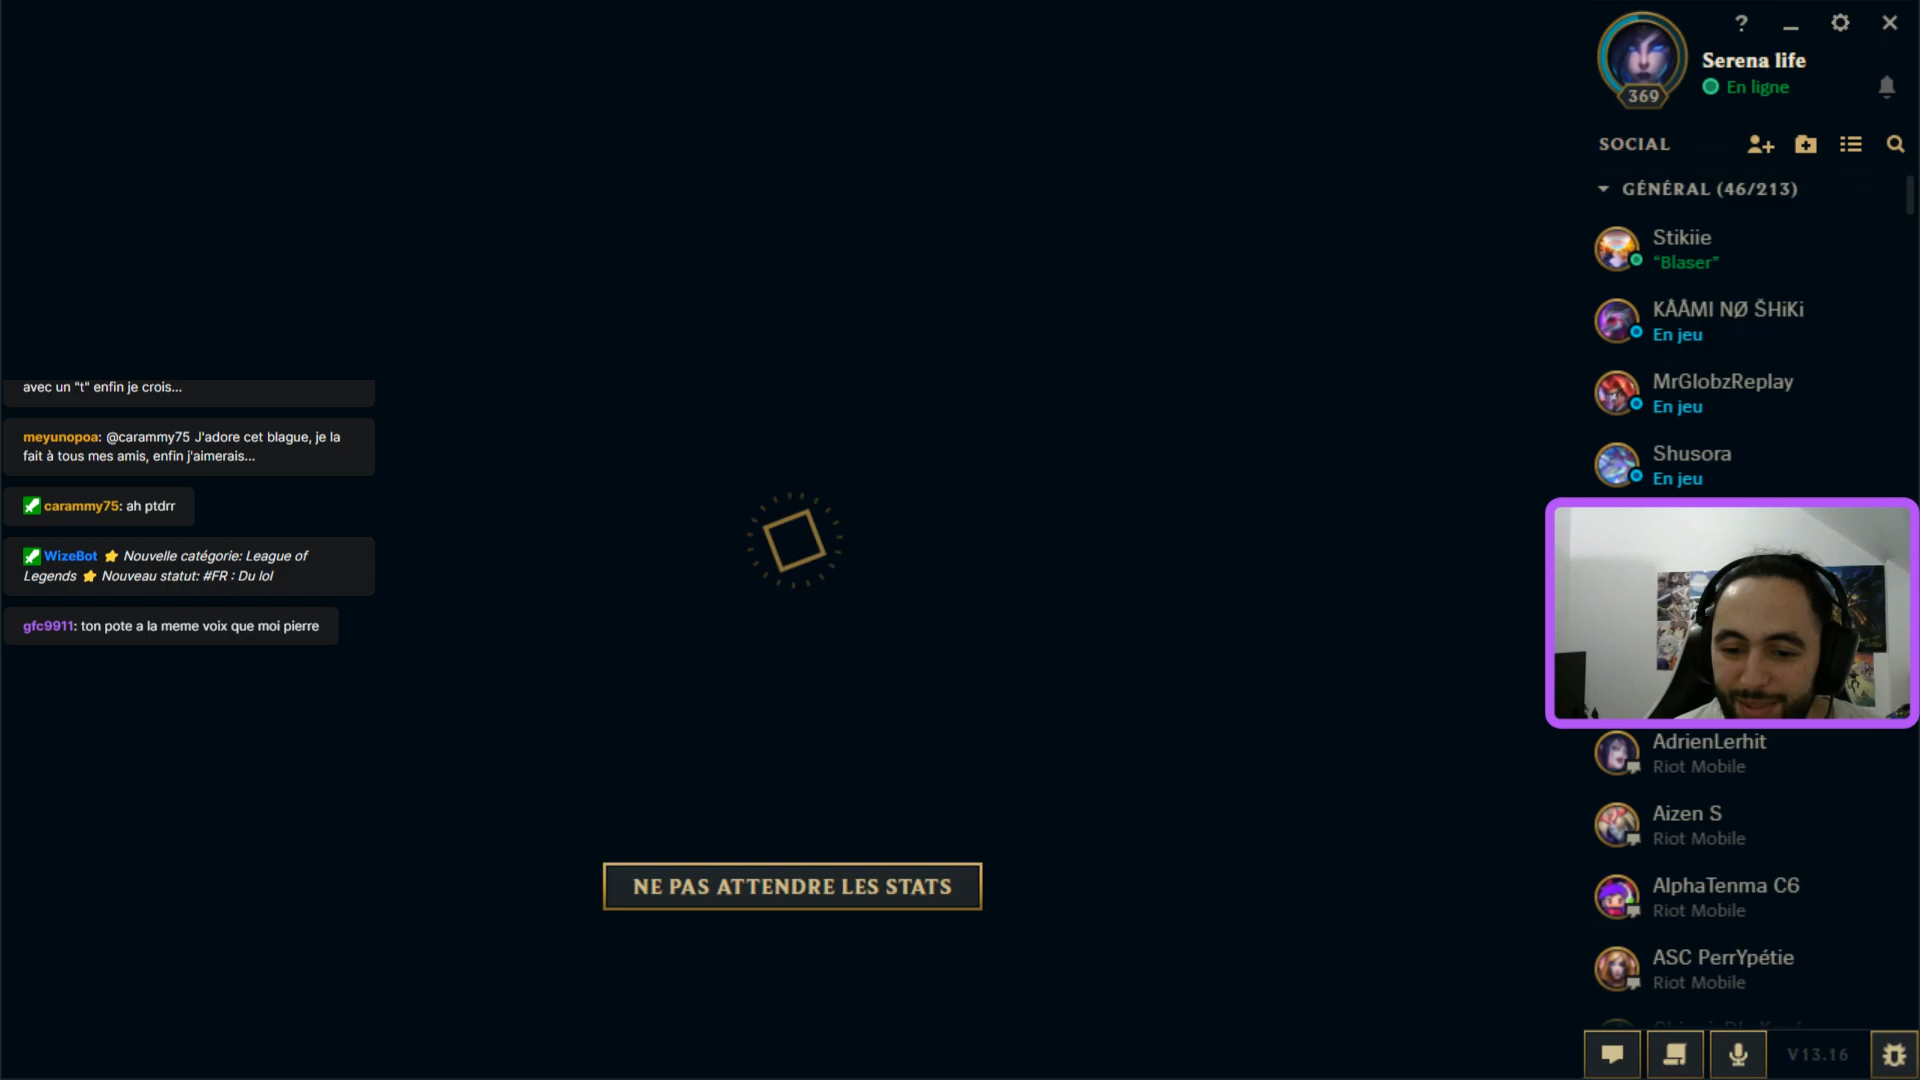 Serena life
369
En ligne
SOCIAL
GÉNÉRAL (46/213)
Stikiie
“Blaser”
KÅÅMI NØ ŠHiKi
En jeu
MrGlobzReplay
En jeu
Shusora
En jeu
avec un "t" enfin je crois...
meyunopoa: @carammy75 J'adore cet blague, je la
fait à tous mes amis, enfin j'aimerais...
carammy75: ah ptdrr
WizeBot ⭐ Nouvelle catégorie: League of
Legends ⭐ Nouveau statut: #FR : Du lol
gfc9911: ton pote a la meme voix que moi pierre
AdrienLerhit
Riot Mobile
Aizen S
Riot Mobile
AlphaTenma C6
Riot Mobile
ASC PerrYpétie
Riot Mobile
NE PAS ATTENDRE LES STATS
V13.16